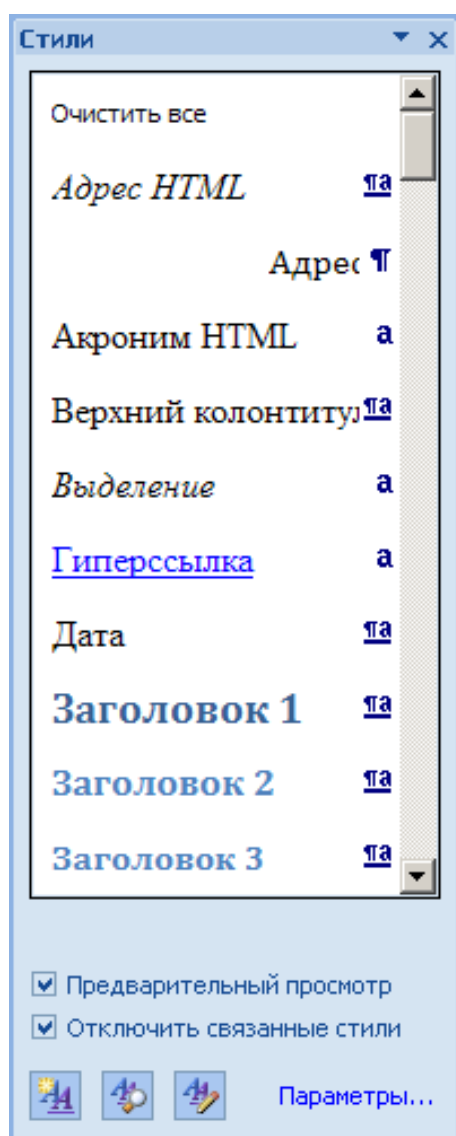 Стили
Очистить все
Адрес HTML ¶a
Адрес ¶
Акроним HTML a
Верхний колонтитул ¶a
Выделение a
Гиперссылка a
Дата ¶a
Заголовок 1 ¶a
Заголовок 2 ¶a
Заголовок 3 ¶a
Предварительный просмотр
Отключить связанные стили
Параметры...